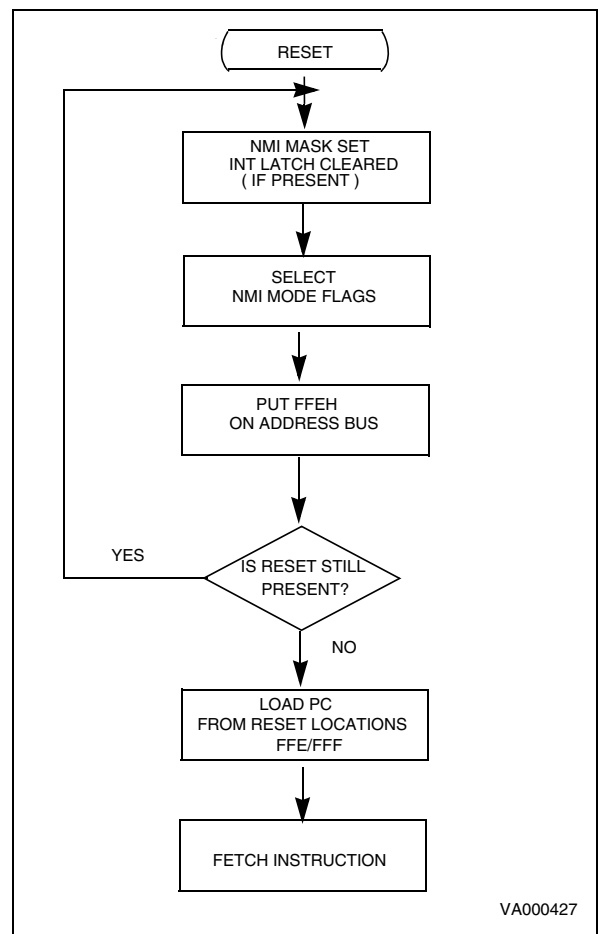 RESET
NMI MASK SET
INT LATCH CLEARED
( IF PRESENT )
SELECT
NMI MODE FLAGS
PUT FFEH
ON ADDRESS BUS
YES
IS RESET STILL
PRESENT?
NO
LOAD PC
FROM RESET LOCATIONS
FFE/FFF
FETCH INSTRUCTION
VA000427